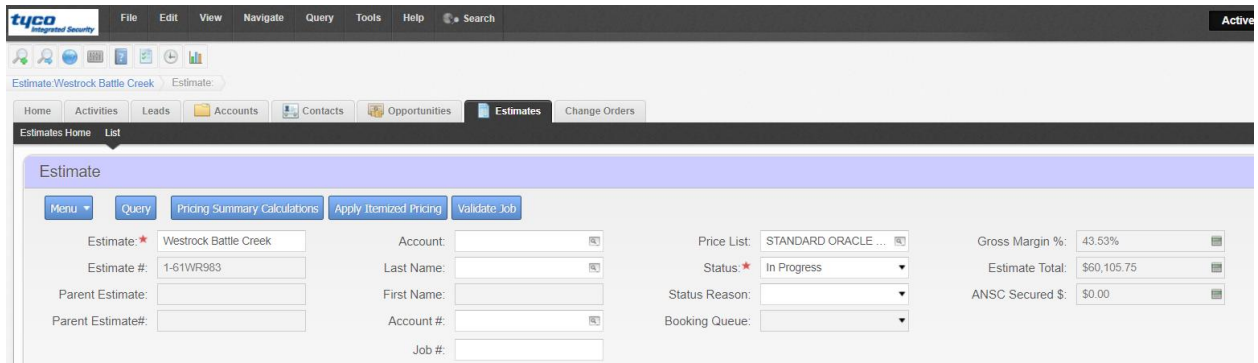 tyco File Edit View Navigate Query Tools Help Search Active
Integrated Security
Estimate:Westrock Battle Creek Estimate:
Home Activities Leads Accounts Contacts Opportunities Estimates Change Orders
Estimates Home List
Estimate
Menu Query Pricing Summary Calculations Apply Itemized Pricing Validate Job
Estimate:★ Westrock Battle Creek Account: Price List: STANDARD ORACLE ... Gross Margin %: 43.53%
Estimate #: 1-61WR983 Last Name: Status:★ In Progress Estimate Total: $60,105.75
Parent Estimate: First Name: Status Reason: ANSC Secured $: $0.00
Parent Estimate#: Account #: Booking Queue:
Job #: